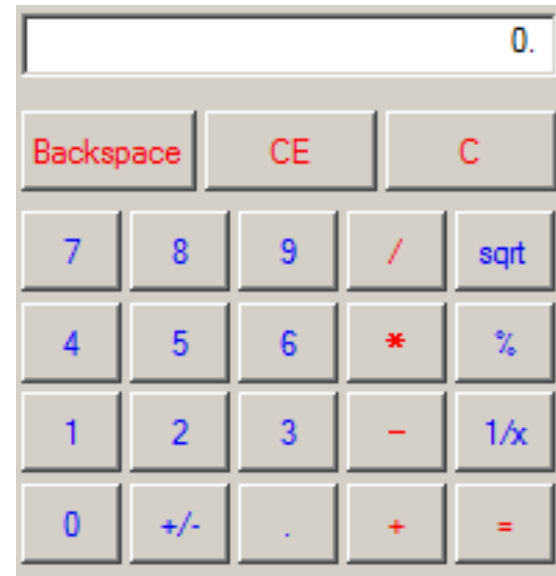 0.
Backspace CE C
7 8 9 / sqrt
4 5 6 * %
1 2 3 - 1/x
0 +/- . + =